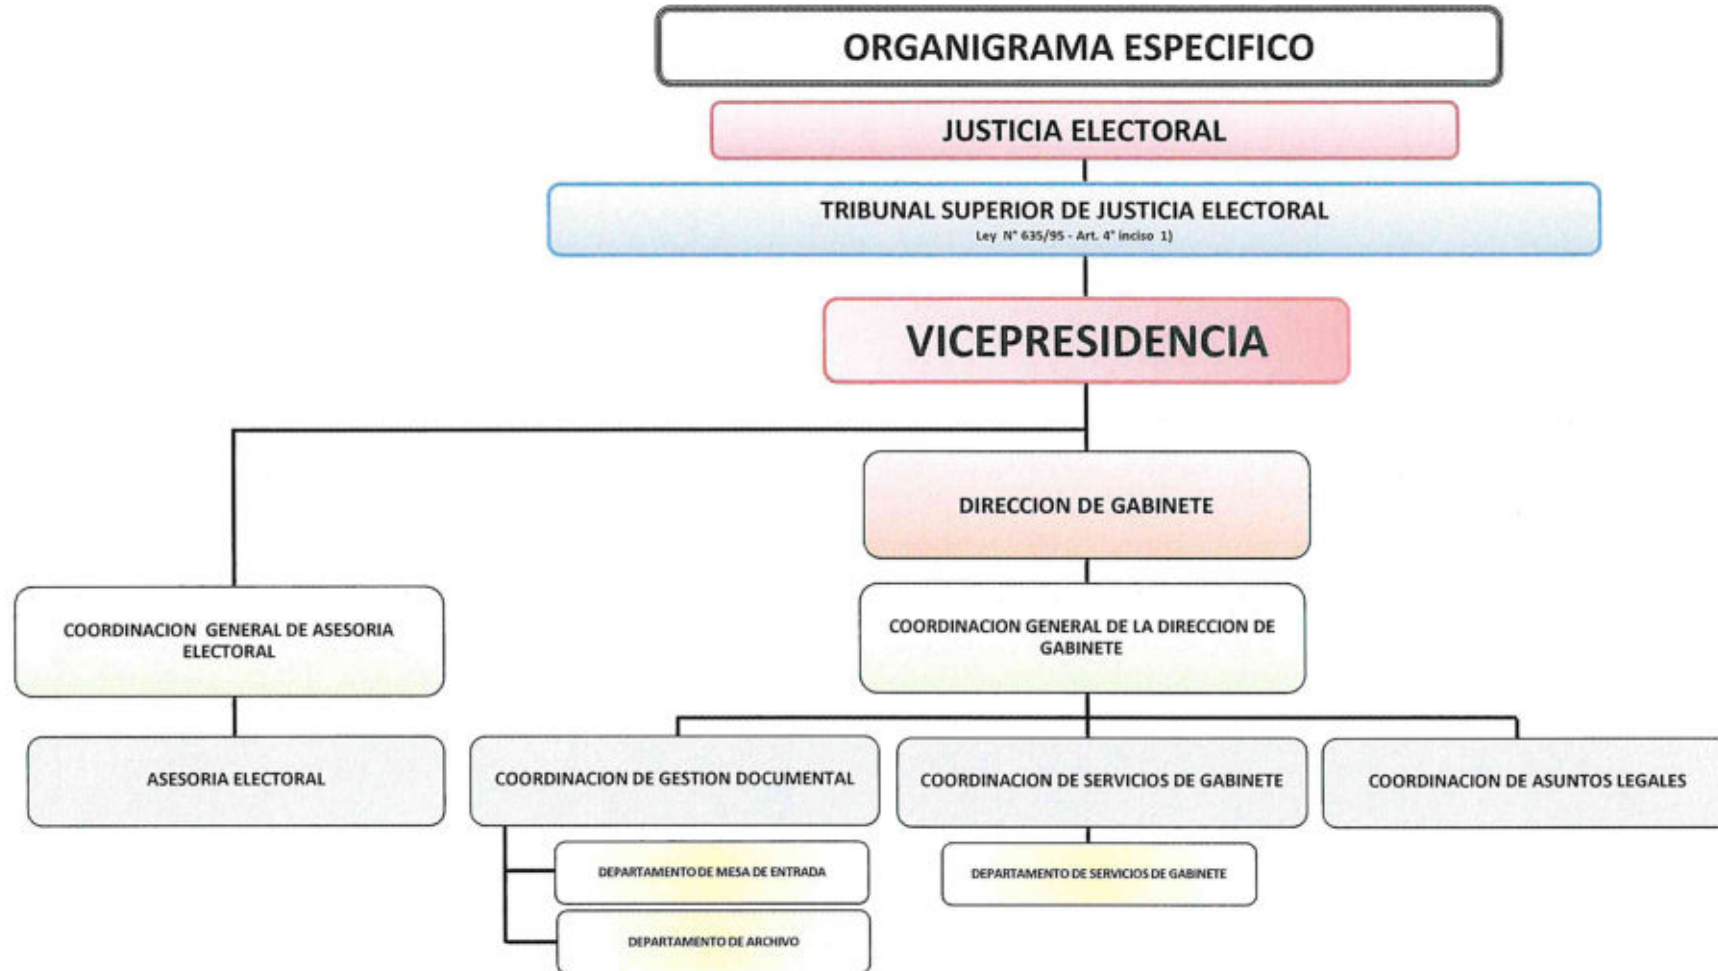 ORGANIGRAMA ESPECIFICO
JUSTICIA ELECTORAL
TRIBUNAL SUPERIOR DE JUSTICIA ELECTORAL
Ley N° 635/95 - Art. 4° inciso 1)
VICEPRESIDENCIA
DIRECCION DE GABINETE
COORDINACION GENERAL DE ASESORIA
ELECTORAL
COORDINACION GENERAL DE LA DIRECCION DE
GABINETE
ASESORIA ELECTORAL
COORDINACION DE GESTION DOCUMENTAL
COORDINACION DE SERVICIOS DE GABINETE
COORDINACION DE ASUNTOS LEGALES
DEPARTAMENTO DE MESA DE ENTRADA
DEPARTAMENTO DE SERVICIOS DE GABINETE
DEPARTAMENTO DE ARCHIVO